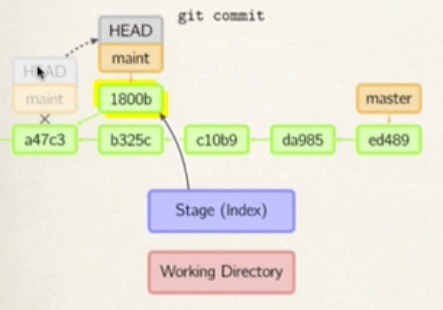 git commit
HEAD
maint
HEAD
maint
1800b
master
a47c3
b325c
c10b9
da985
ed489
Stage (Index)
Working Directory